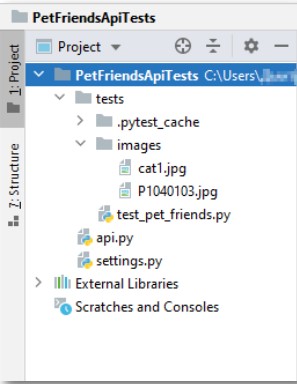 PetFriendsApiTests
1: Project
Project
PetFriendsApiTests C:\Users\
tests
.pytest_cache
images
cat1.jpg
P1040103.jpg
test_pet_friends.py
api.py
settings.py
External Libraries
Scratches and Consoles
7: Structure